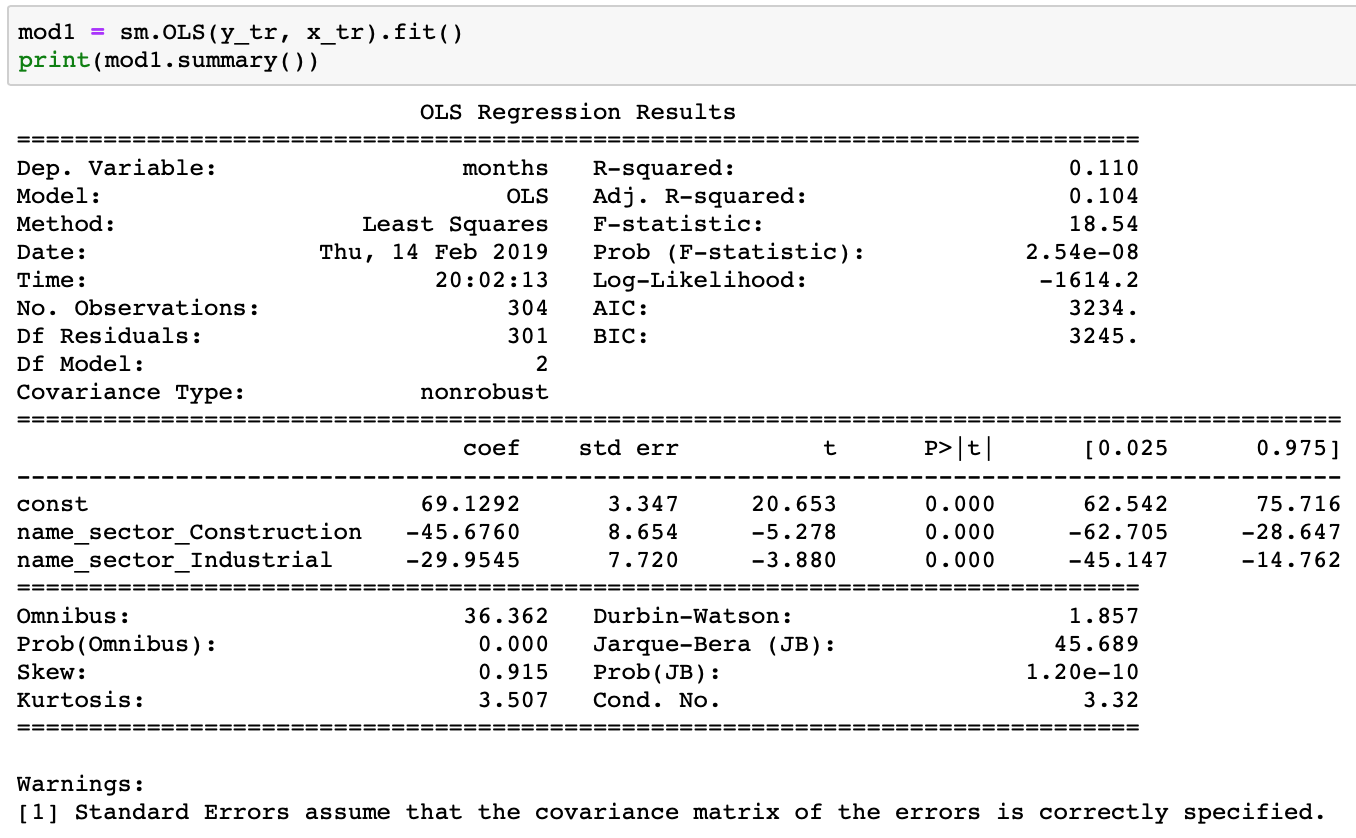 mod1 = sm.OLS(y_tr, x_tr).fit()
print(mod1.summary())
OLS Regression Results
==============================================================================
Dep. Variable: months R-squared: 0.110
Model: OLS Adj. R-squared: 0.104
Method: Least Squares F-statistic: 18.54
Date: Thu, 14 Feb 2019 Prob (F-statistic): 2.54e-08
Time: 20:02:13 Log-Likelihood: -1614.2
No. Observations: 304 AIC: 3234.
Df Residuals: 301 BIC: 3245.
Df Model: 2
Covariance Type: nonrobust
============================================================================================
coef std err t P>|t| [0.025 0.975]
--------------------------------------------------------------------------------------------
const 69.1292 3.347 20.653 0.000 62.542 75.716
name_sector_Construction -45.6760 8.654 -5.278 0.000 -62.705 -28.647
name_sector_Industrial -29.9545 7.720 -3.880 0.000 -45.147 -14.762
==============================================================================
Omnibus: 36.362 Durbin-Watson: 1.857
Prob(Omnibus): 0.000 Jarque-Bera (JB): 45.689
Skew: 0.915 Prob(JB): 1.20e-10
Kurtosis: 3.507 Cond. No. 3.32
==============================================================================
Warnings:
[1] Standard Errors assume that the covariance matrix of the errors is correctly specified.